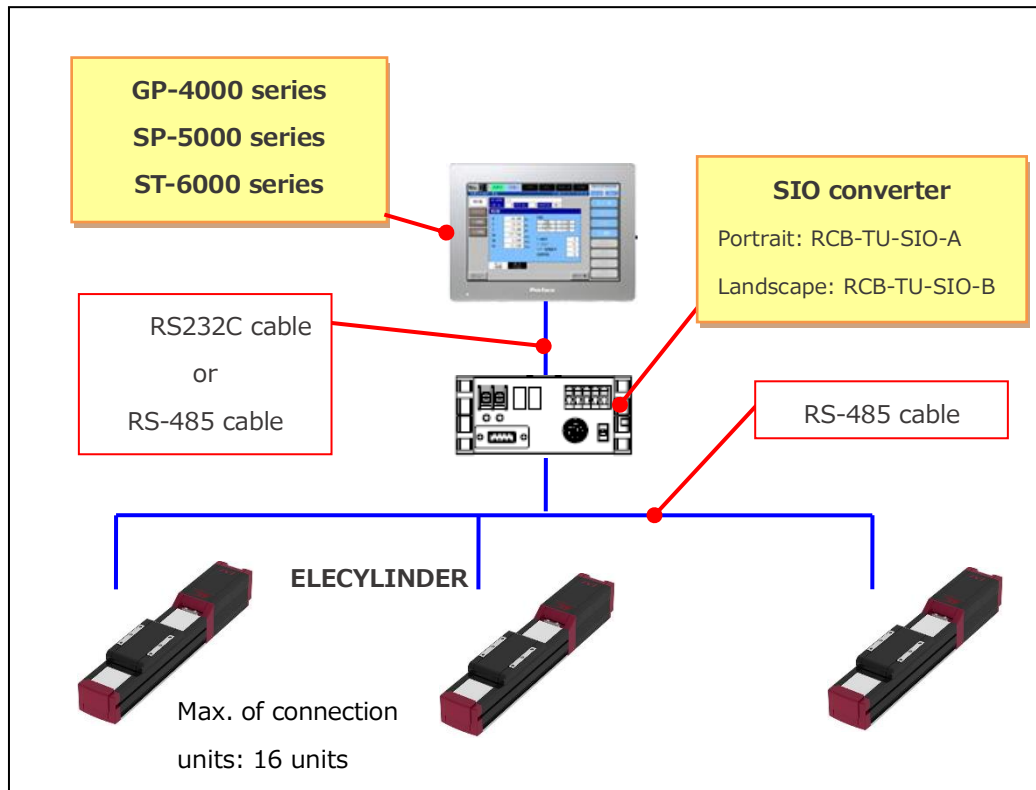 GP-4000 series
SP-5000 series
ST-6000 series
SIO converter
Portrait: RCB-TU-SIO-A
Landscape: RCB-TU-SIO-B
RS232C cable
or
RS-485 cable
RS-485 cable
ELECYLINDER
Max. of connection
units: 16 units